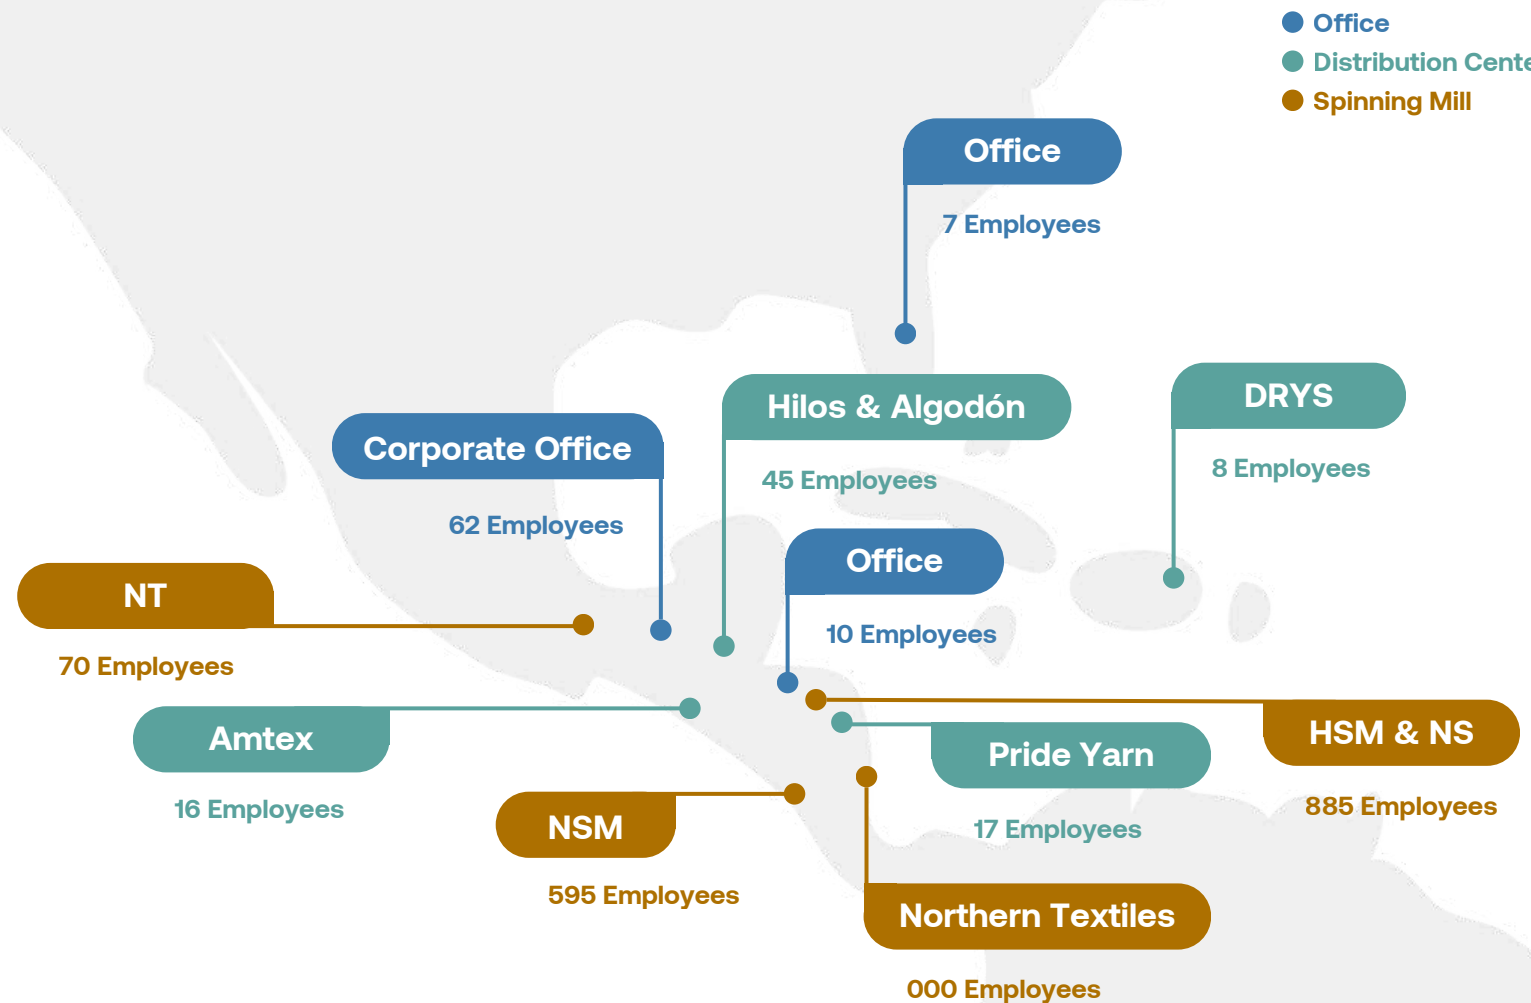 Office
Distribution Cente
Spinning Mill
Office
7 Employees
DRYS
8 Employees
Hilos & Algodón
45 Employees
Corporate Office
62 Employees
Office
10 Employees
NT
70 Employees
Amtex
16 Employees
HSM & NS
885 Employees
Pride Yarn
17 Employees
NSM
595 Employees
Northern Textiles
000 Employees